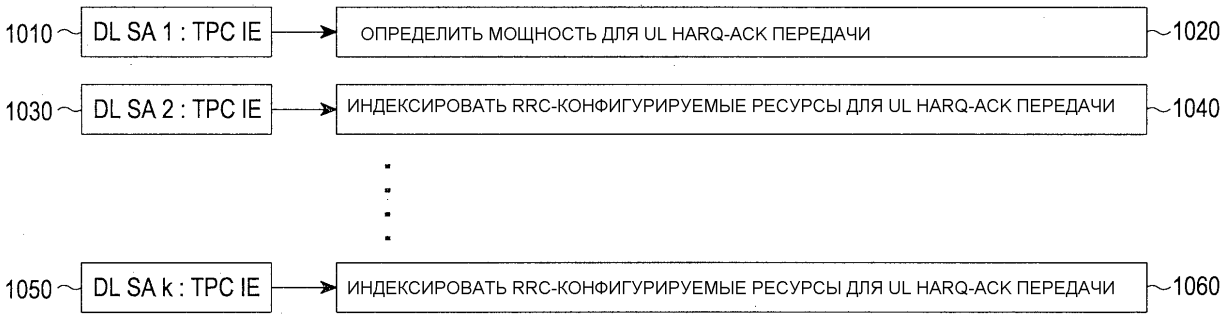 1010 DL SA 1 : TPC IE ОПРЕДЕЛИТЬ МОЩНОСТЬ ДЛЯ UL HARQ-ACK ПЕРЕДАЧИ 1020
1030 DL SA 2 : TPC IE ИНДЕКСИРОВАТЬ RRC-КОНФИГУРИРУЕМЫЕ РЕСУРСЫ ДЛЯ UL HARQ-ACK ПЕРЕДАЧИ 1040
1050 DL SA k : TPC IE ИНДЕКСИРОВАТЬ RRC-КОНФИГУРИРУЕМЫЕ РЕСУРСЫ ДЛЯ UL HARQ-ACK ПЕРЕДАЧИ 1060